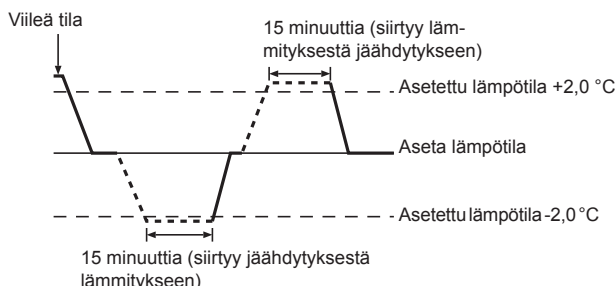 Viileä tila
15 minuuttia (siirtyy läm-
mityksestä jäähdytykseen)
Asetettu lämpötila +2,0 °C
Aseta lämpötila
Asetettu lämpötila -2,0 °C
15 minuuttia (siirtyy jäähdytyksestä
lämmitykseen)